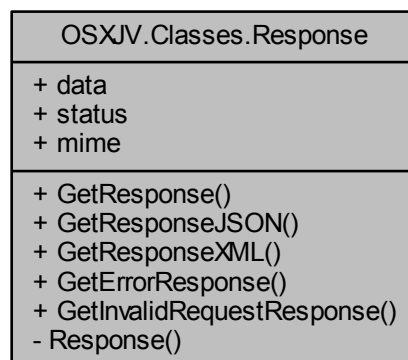 OSXJV.Classes.Response
+ data
+ status
+ mime
+ GetResponse()
+ GetResponseJSON()
+ GetResponseXML()
+ GetErrorResponse()
+ GetInvalidRequestResponse()
- Response()